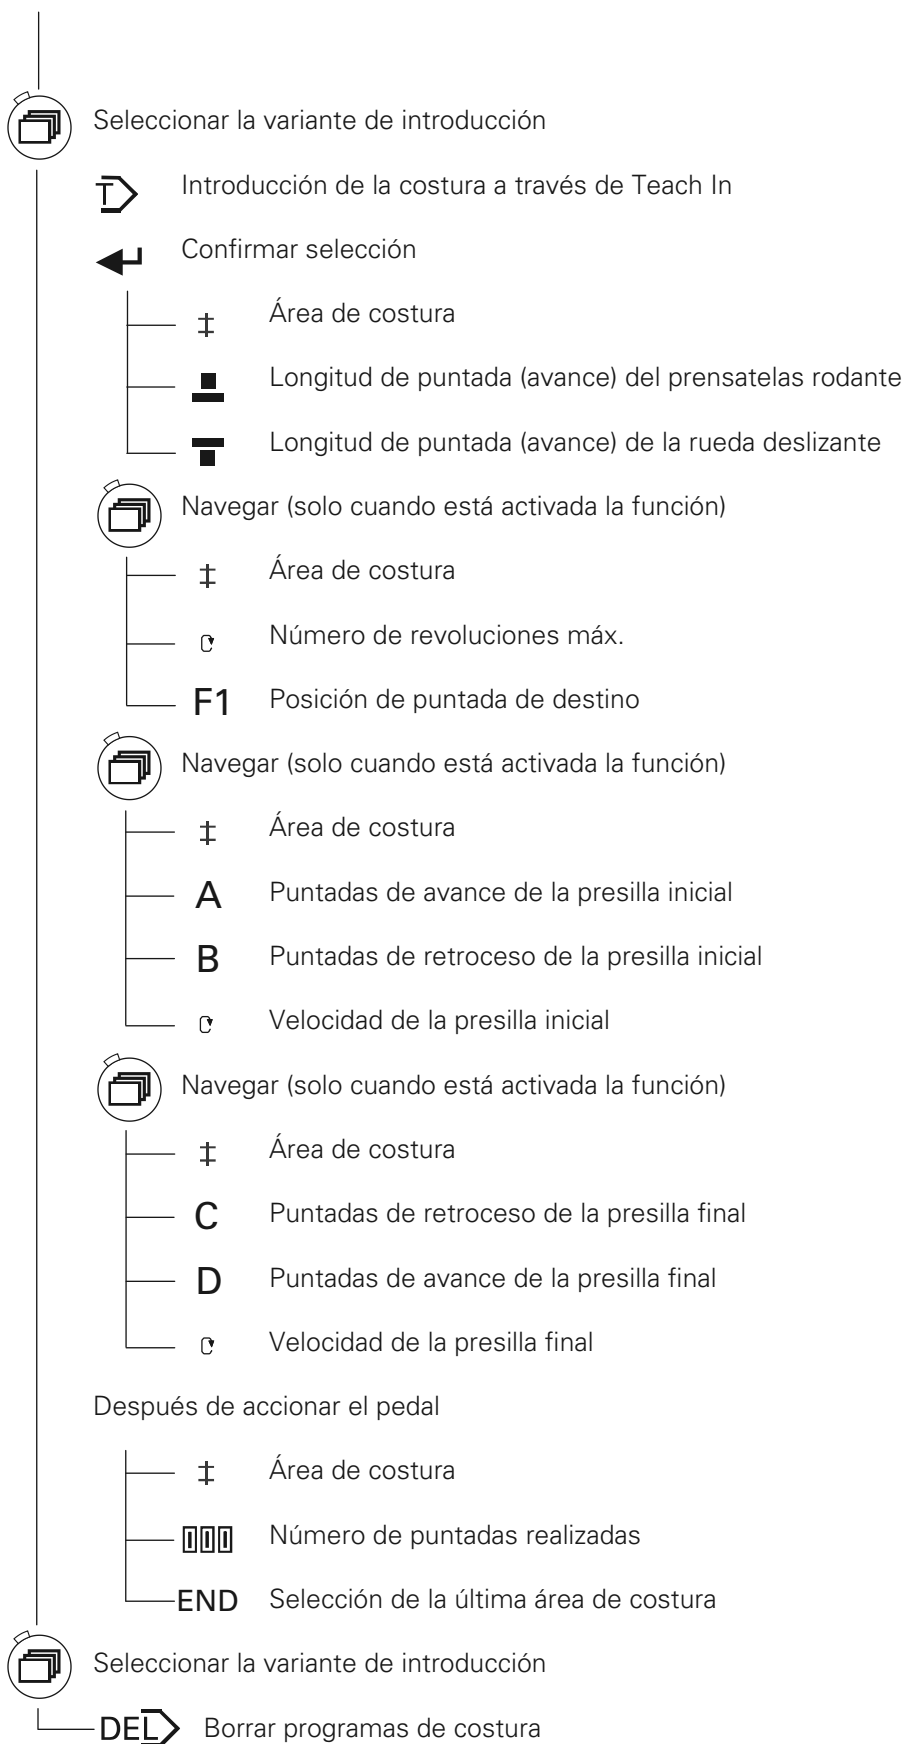 Seleccionar la variante de introducción
T Introducción de la costura a través de Teach In
Confirmar selección
‡ Área de costura
Longitud de puntada (avance) del prensatelas rodante
Longitud de puntada (avance) de la rueda deslizante
Navegar (solo cuando está activada la función)
‡ Área de costura
Número de revoluciones máx.
F1 Posición de puntada de destino
Navegar (solo cuando está activada la función)
‡ Área de costura
A Puntadas de avance de la presilla inicial
B Puntadas de retroceso de la presilla inicial
Velocidad de la presilla inicial
Navegar (solo cuando está activada la función)
‡ Área de costura
C Puntadas de retroceso de la presilla final
D Puntadas de avance de la presilla final
Velocidad de la presilla final
Después de accionar el pedal
‡ Área de costura
Número de puntadas realizadas
END Selección de la última área de costura
Seleccionar la variante de introducción
DEL Borrar programas de costura